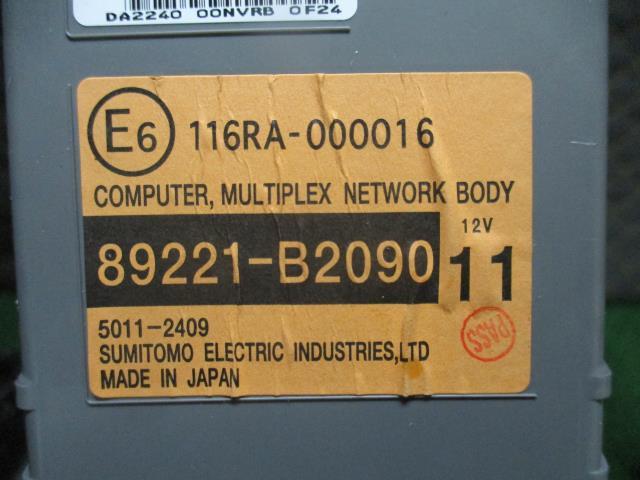 DA2240 00NVRB 0F24
E6 116RA-000016
COMPUTER, MULTIPLEX NETWORK BODY
12V
89221-B2090 11
5011-2409
PASS
SUMITOMO ELECTRIC INDUSTRIES,LTD
MADE IN JAPAN